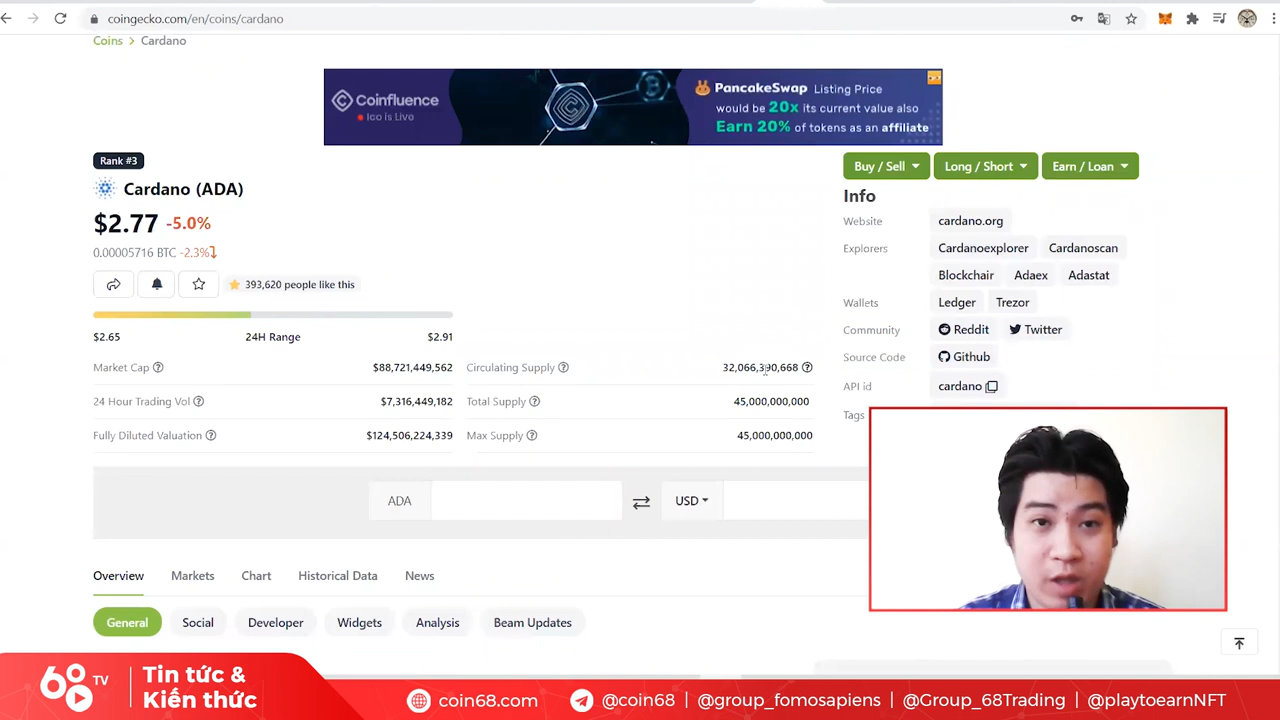 coingecko.com/en/coins/cardano
Coins > Cardano
Coinfluence
Ico is Live
PancakeSwap Listing Price
would be 20x its current value also
Earn 20% of tokens as an affiliate
Rank #3
Cardano (ADA)
$2.77 -5.0%
0.00005716 BTC -2.3%
393,620 people like this
$2.65 24H Range $2.91
Market Cap $88,721,449,562
24 Hour Trading Vol $7,316,449,182
Fully Diluted Valuation $124,506,224,339
Circulating Supply 32,066,390,668
Total Supply 45,000,000,000
Max Supply 45,000,000,000
Buy / Sell Long / Short Earn / Loan
Info
Website cardano.org
Explorers Cardanoexplorer Cardanoscan
Blockchair Adaex Adastat
Wallets Ledger Trezor
Community Reddit Twitter
Source Code Github
API id cardano
Tags
ADA USD
Overview Markets Chart Historical Data News
General Social Developer Widgets Analysis Beam Updates
68 TV
Tin tức &
Kiến thức
coin68.com @coin68 | @group_fomosapiens | @Group_68Trading | @playtoearnNFT